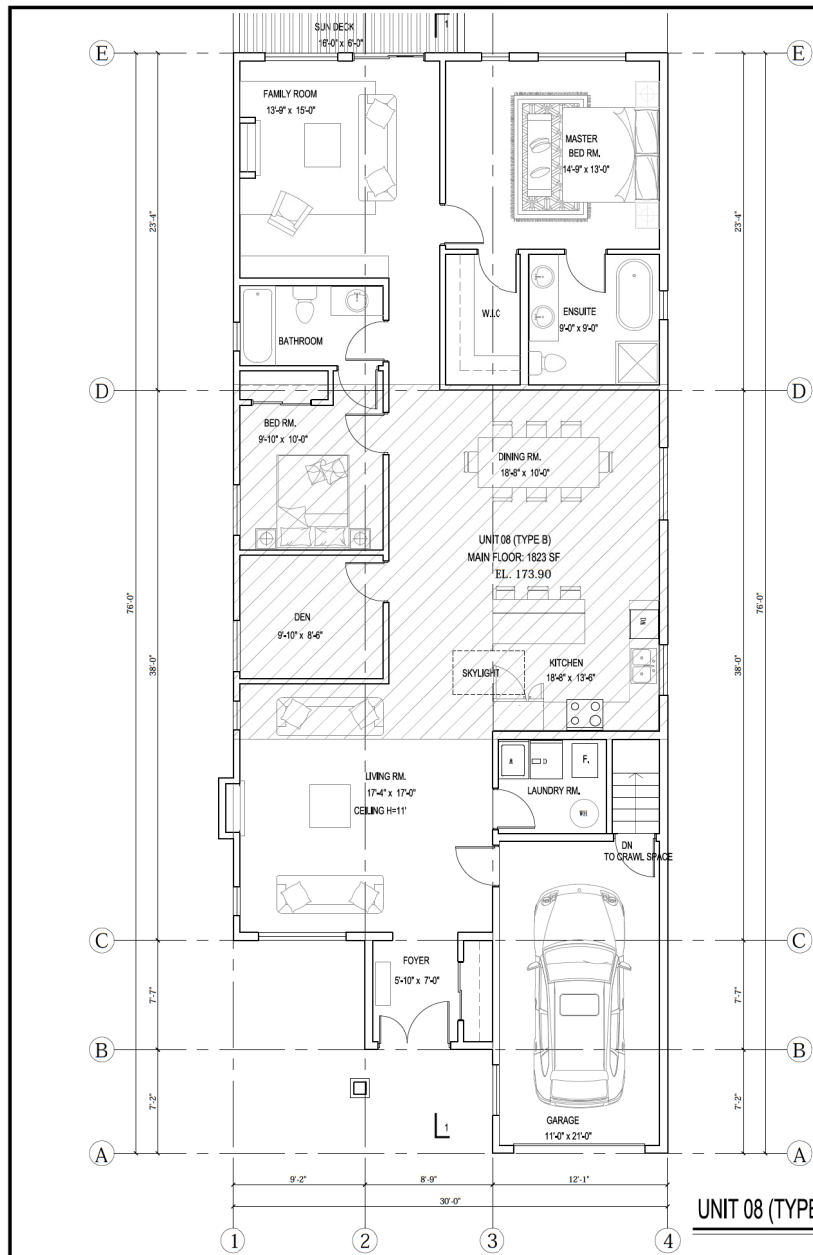 SUN DECK
16'-0" x 6'-0"
1
E
E
FAMILY ROOM
13'-9" x 15'-0"
MASTER
BED RM.
14'-9" x 13'-0"
23'-4"
23'-4"
W.I.C
ENSUITE
9'-0" x 9'-0"
BATHROOM
D
D
BED RM.
9'-10" x 10'-0"
DINING RM.
18'-8" x 10'-0"
UNIT 08 (TYPE B)
MAIN FLOOR: 1823 SF
EL. 173.90
76'-0"
76'-0"
DEN
9'-10" x 8'-6"
38'-0"
38'-0"
SKYLIGHT
KITCHEN
18'-8" x 13'-6"
D
F.
LIVING RM.
17'-4" x 17'-0"
CEILING H=11'
LAUNDRY RM.
WH
DN
TO CRAWL SPACE
C
C
FOYER
5'-10" x 7'-0"
7'-7"
7'-7"
B
B
7'-2"
7'-2"
1
GARAGE
11'-0" x 21'-0"
A
A
9'-2"
8'-9"
12'-1"
30'-0"
UNIT 08 (TYPE
1
2
3
4